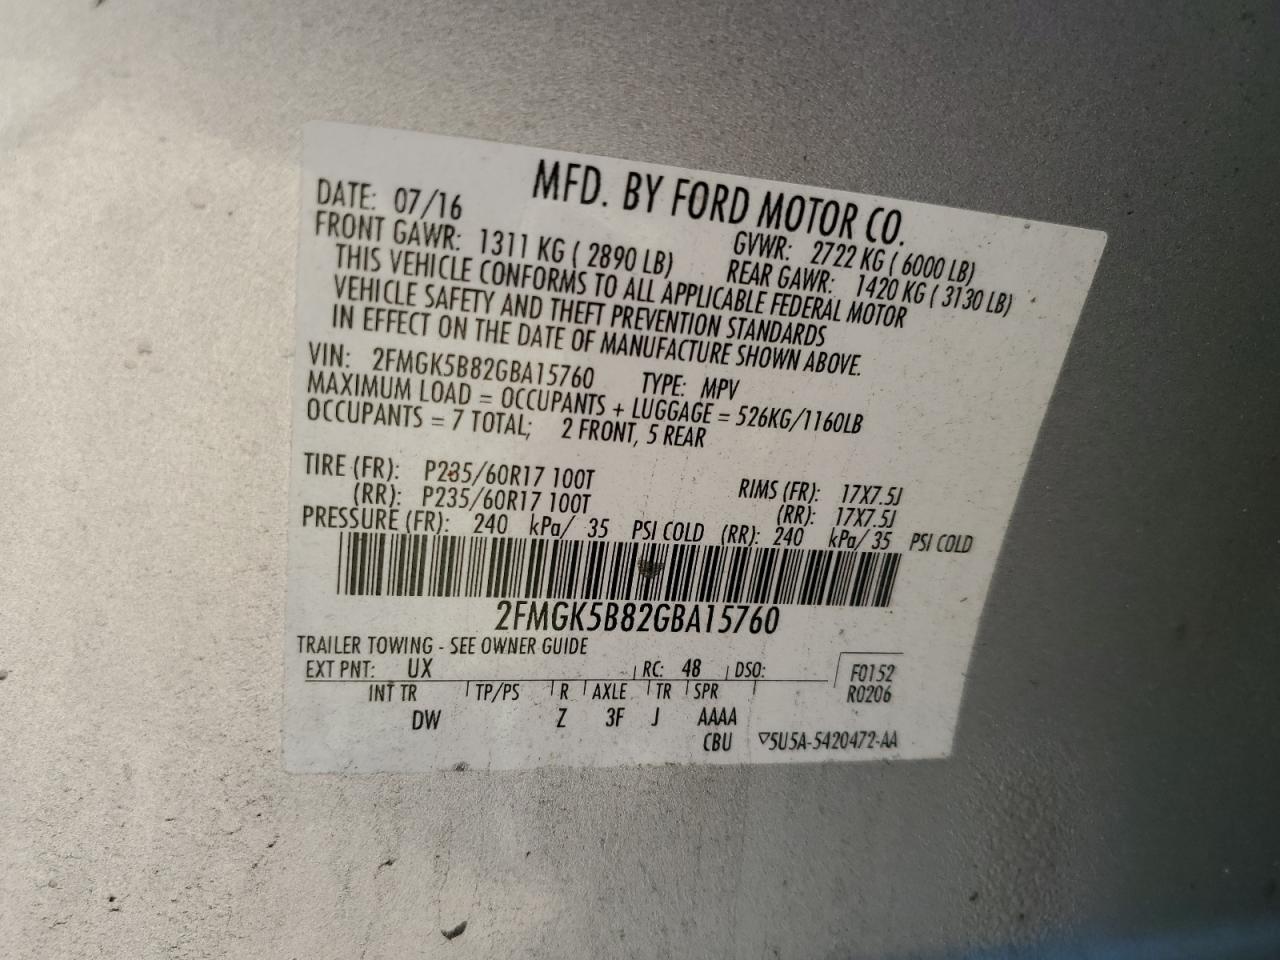 MFD. BY FORD MOTOR CO.
DATE: 07/16 GVWR: 2722 KG ( 6000 LB)
FRONT GAWR: 1311 KG ( 2890 LB) REAR GAWR: 1420 KG ( 3130 LB)
THIS VEHICLE CONFORMS TO ALL APPLICABLE FEDERAL MOTOR
VEHICLE SAFETY AND THEFT PREVENTION STANDARDS
IN EFFECT ON THE DATE OF MANUFACTURE SHOWN ABOVE.
VIN: 2FMGK5B82GBA15760 TYPE: MPV
MAXIMUM LOAD = OCCUPANTS + LUGGAGE = 526KG/1160LB
OCCUPANTS = 7 TOTAL; 2 FRONT, 5 REAR
TIRE (FR): P235/60R17 100T RIMS (FR): 17X7.5J
(RR): P235/60R17 100T (RR): 17X7.5J
PRESSURE (FR): 240 kPa/ 35 PSI COLD (RR): 240 kPa/ 35 PSI COLD
2FMGK5B82GBA15760
TRAILER TOWING - SEE OWNER GUIDE
EXT PNT: UX RC: 48 DSO: F0152
INT TR TP/PS R AXLE TR SPR R0206
DW Z 3F J AAAA
CBU ▽5U5A-5420472-AA